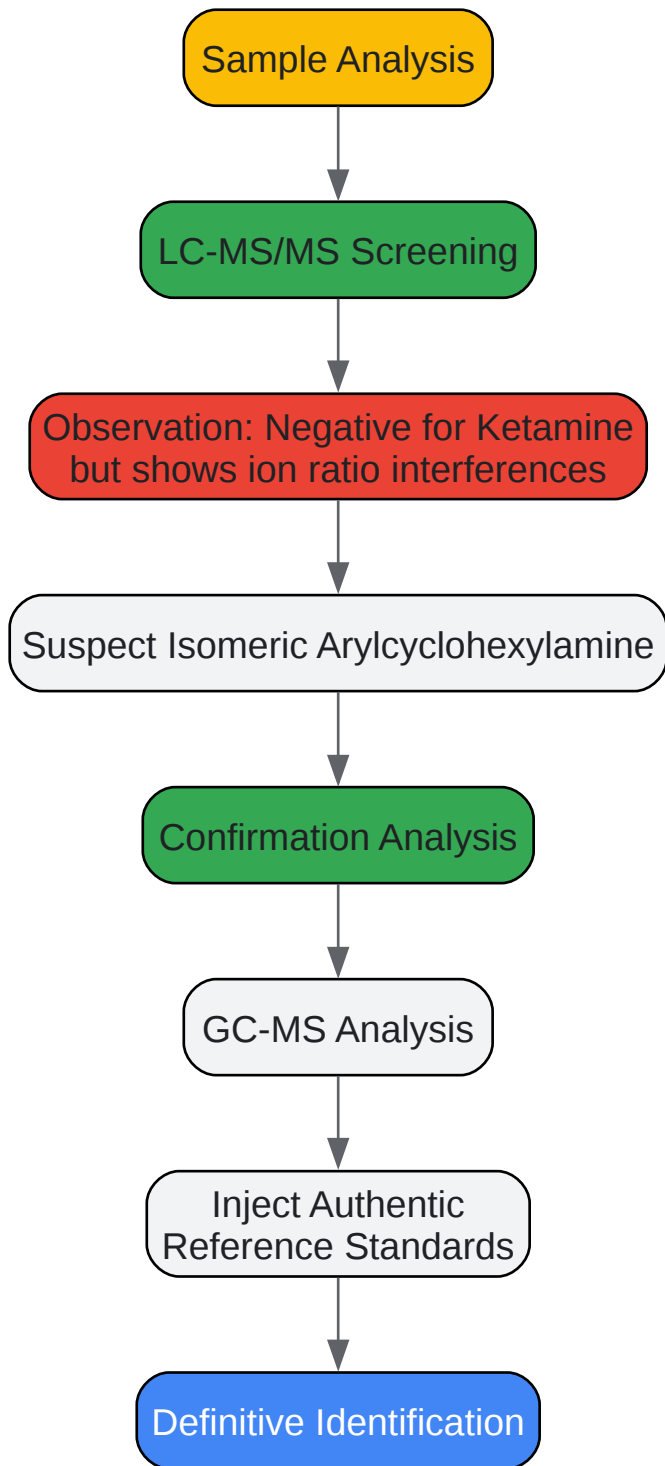 Sample Analysis
LC-MS/MS Screening
Observation: Negative for Ketamine
but shows ion ratio interferences
Suspect Isomeric Arylcyclohexylamine
Confirmation Analysis
GC-MS Analysis
Inject Authentic
Reference Standards
Definitive Identification